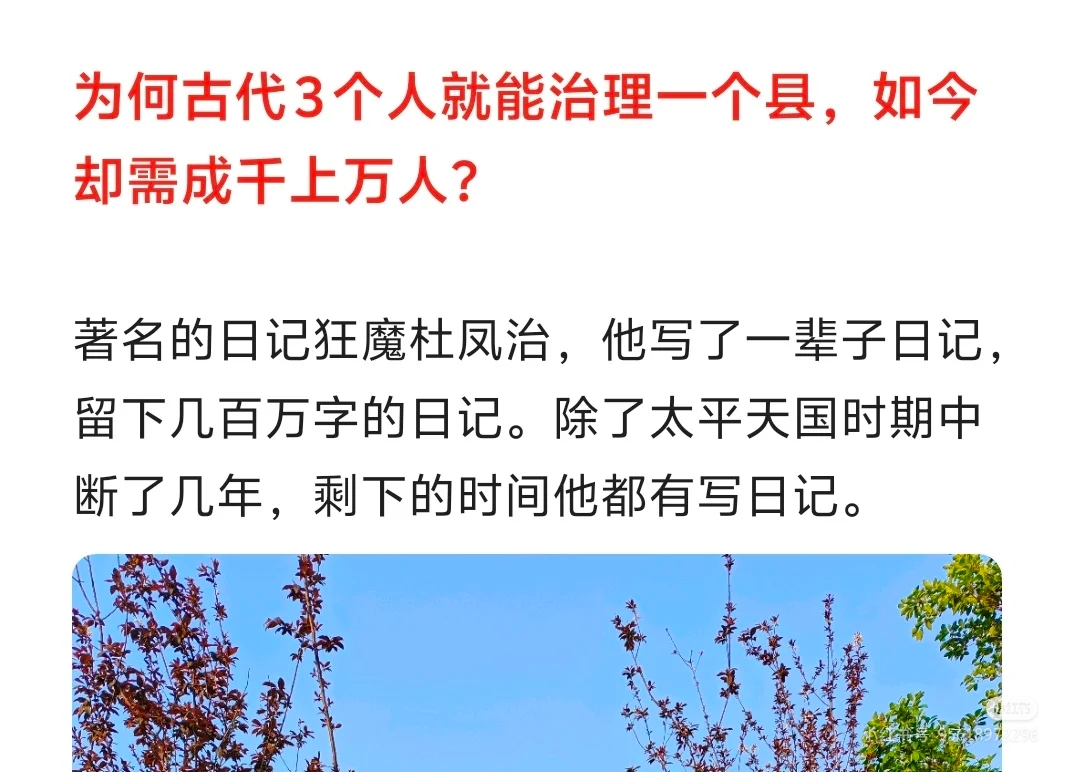 为何古代3个人就能治理一个县，如今
却需成千上万人？
著名的日记狂魔杜凤治，他写了一辈子日记，
留下几百万字的日记。除了太平天国时期中
断了几年，剩下的时间他都有写日记。
小红书